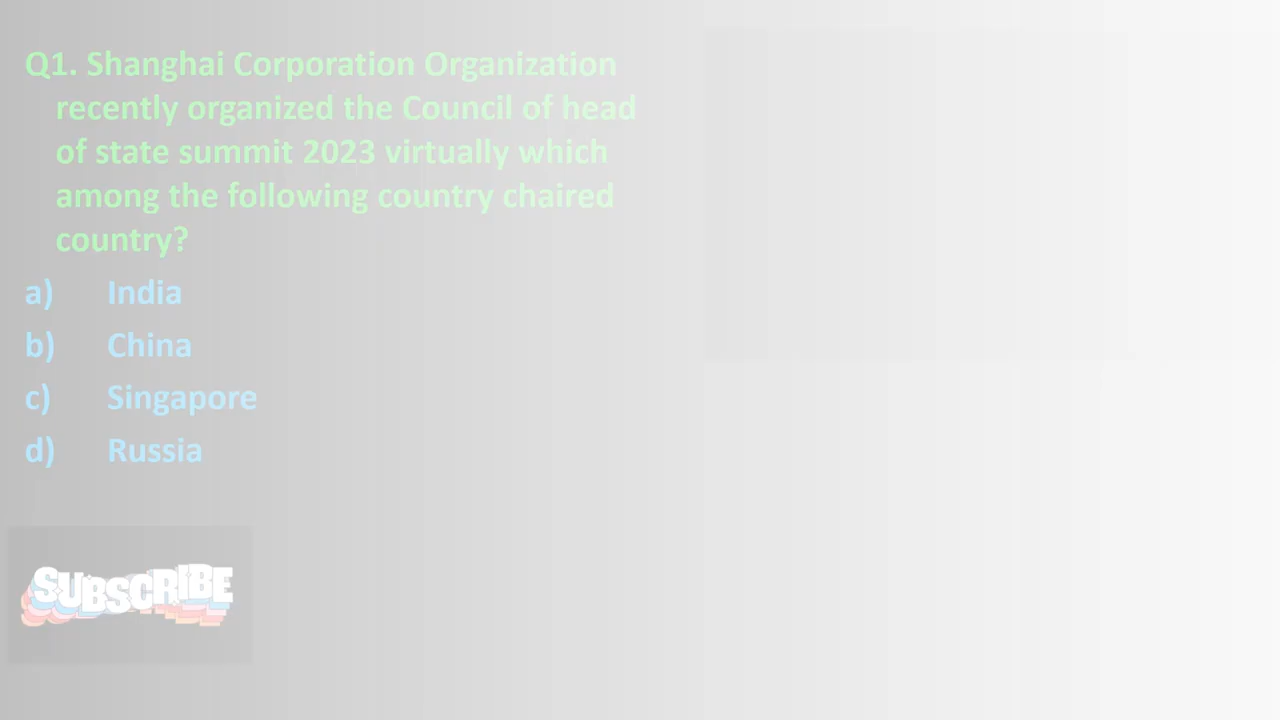 Q1. Shanghai Corporation Organization
recently organized the Council of head
of state summit 2023 virtually which
among the following country chaired
country?
a) India
b) China
c) Singapore
d) Russia
SUBSCRIBE